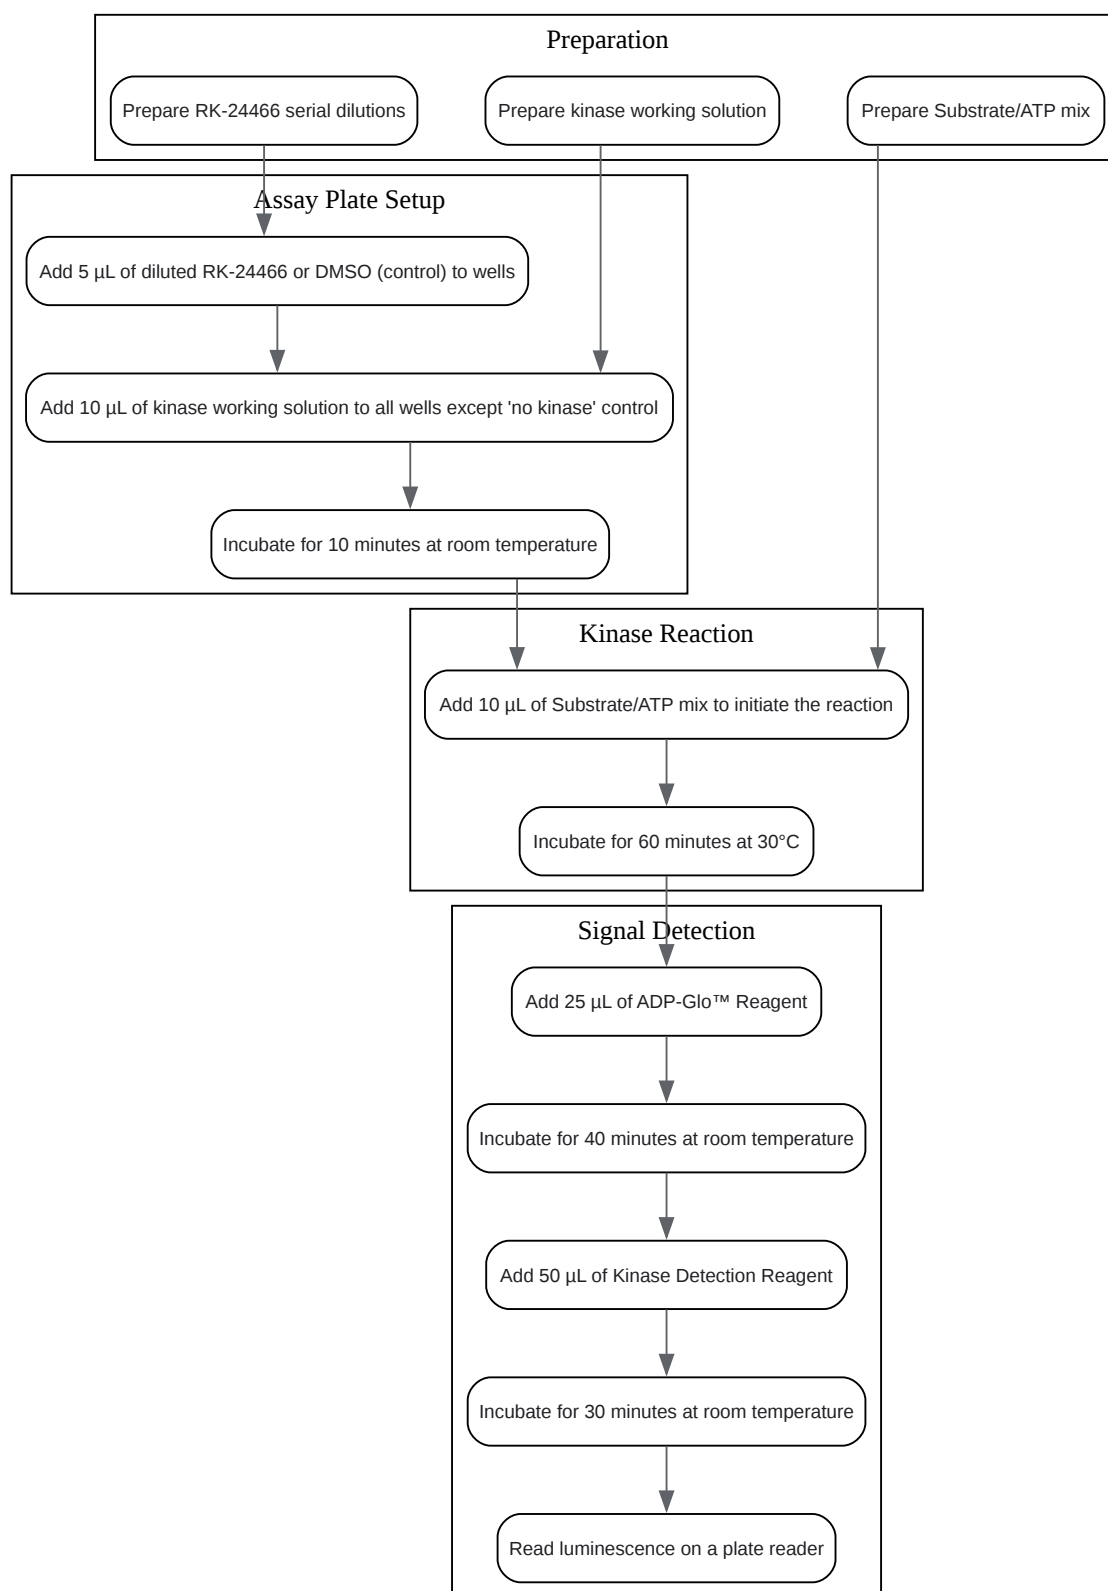 Preparation
Prepare RK-24466 serial dilutions
Prepare kinase working solution
Prepare Substrate/ATP mix
Assay Plate Setup
Add 5 µL of diluted RK-24466 or DMSO (control) to wells
Add 10 µL of kinase working solution to all wells except 'no kinase' control
Incubate for 10 minutes at room temperature
Kinase Reaction
Add 10 µL of Substrate/ATP mix to initiate the reaction
Incubate for 60 minutes at 30°C
Signal Detection
Add 25 µL of ADP-Glo™ Reagent
Incubate for 40 minutes at room temperature
Add 50 µL of Kinase Detection Reagent
Incubate for 30 minutes at room temperature
Read luminescence on a plate reader